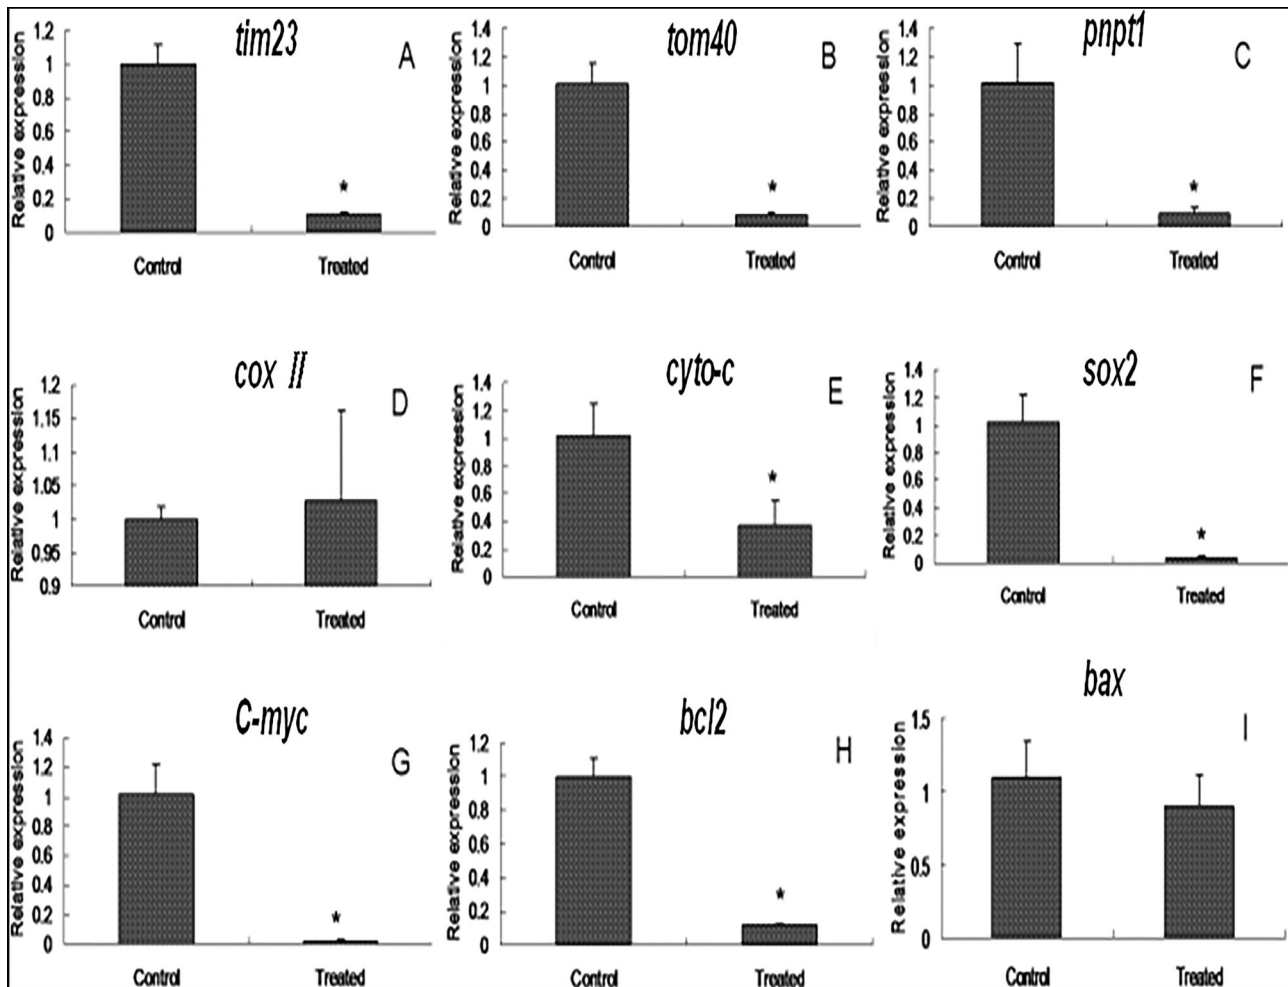 tim23
A
Relative expression
1.2
1
0.8
0.6
0.4
0.2
0
*
Control
Treated
tom40
B
Relative expression
1.4
1.2
1
0.8
0.6
0.4
0.2
0
*
Control
Treated
pnpt1
C
Relative expression
1.4
1.2
1
0.8
0.6
0.4
0.2
0
*
Control
Treated
cox II
D
Relative expression
1.2
1.15
1.1
1.05
1
0.95
0.9
Control
Treated
cyto-c
E
Relative expression
1.4
1.2
1
0.8
0.6
0.4
0.2
0
*
Control
Treated
sox2
F
Relative expression
1.4
1.2
1
0.8
0.6
0.4
0.2
0
*
Control
Treated
C-myc
G
Relative expression
1.4
1.2
1
0.8
0.6
0.4
0.2
0
*
Control
Treated
bcl2
H
Relative expression
1.2
1
0.8
0.6
0.4
0.2
0
*
Control
Treated
bax
I
Relative expression
1.5
1
0.5
0
Control
Treated